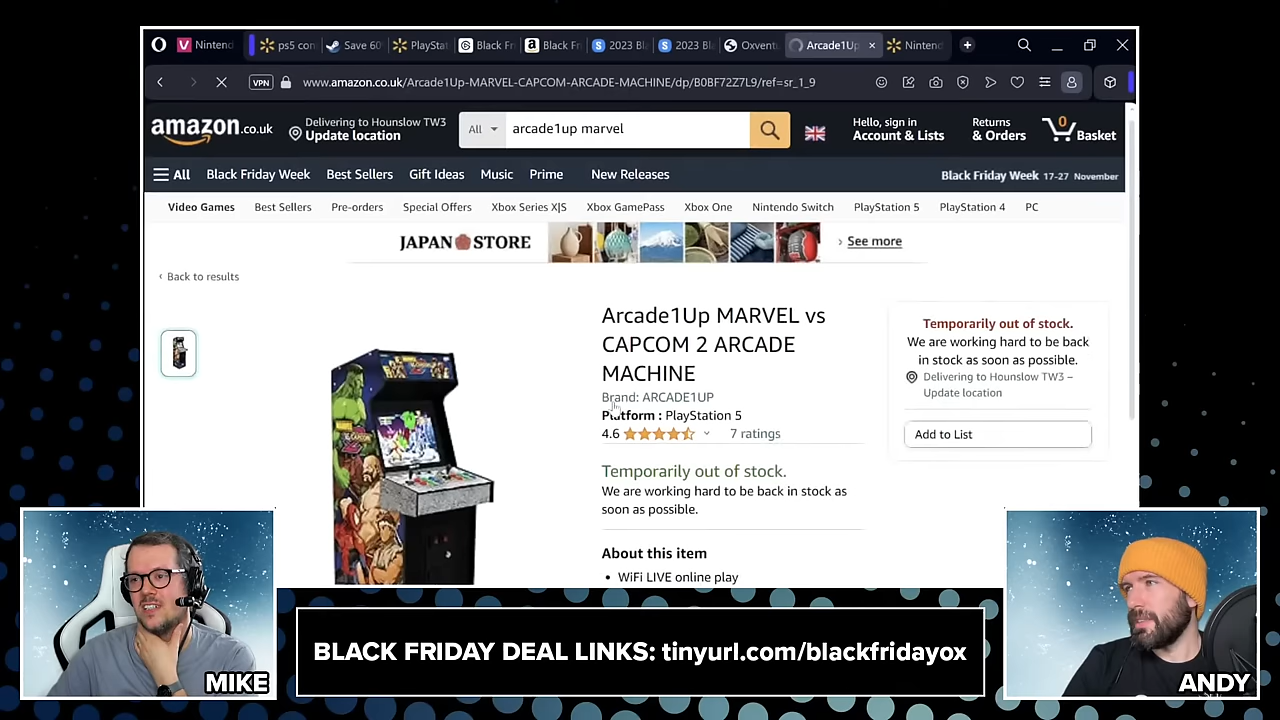 Nintend
ps5 con
Save 60
PlaySta
Black Fr
Black Fr
2023 Bl
2023 Bl
Oxventu
Arcade1Up
Nintend
VPN
www.amazon.co.uk/Arcade1Up-MARVEL-CAPCOM-ARCADE-MACHINE/dp/B0BF72Z7L9/ref=sr_1_9
amazon.co.uk
Delivering to Hounslow TW3
Update location
All
arcade1up marvel
Hello, sign in
Account & Lists
Returns
& Orders
0
Basket
All
Black Friday Week
Best Sellers
Gift Ideas
Music
Prime
New Releases
Black Friday Week 17-27 November
Video Games
Best Sellers
Pre-orders
Special Offers
Xbox Series X|S
Xbox GamePass
Xbox One
Nintendo Switch
PlayStation 5
PlayStation 4
PC
JAPAN STORE
› See more
‹ Back to results
Arcade1Up MARVEL vs
CAPCOM 2 ARCADE
MACHINE
Brand: ARCADE1UP
Platform : PlayStation 5
4.6
7 ratings
Temporarily out of stock.
We are working hard to be back in stock as
soon as possible.
About this item
• WiFi LIVE online play
Temporarily out of stock.
We are working hard to be back
in stock as soon as possible.
Delivering to Hounslow TW3 –
Update location
Add to List
MIKE
BLACK FRIDAY DEAL LINKS: tinyurl.com/blackfridayox
ANDY